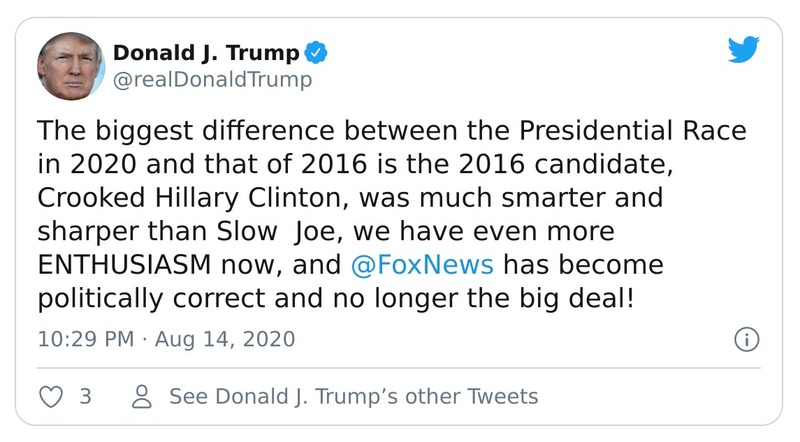 Donald J. Trump
@realDonaldTrump
The biggest difference between the Presidential Race
in 2020 and that of 2016 is the 2016 candidate,
Crooked Hillary Clinton, was much smarter and
sharper than Slow  Joe, we have even more
ENTHUSIASM now, and @FoxNews has become
politically correct and no longer the big deal!
10:29 PM · Aug 14, 2020
3 See Donald J. Trump’s other Tweets